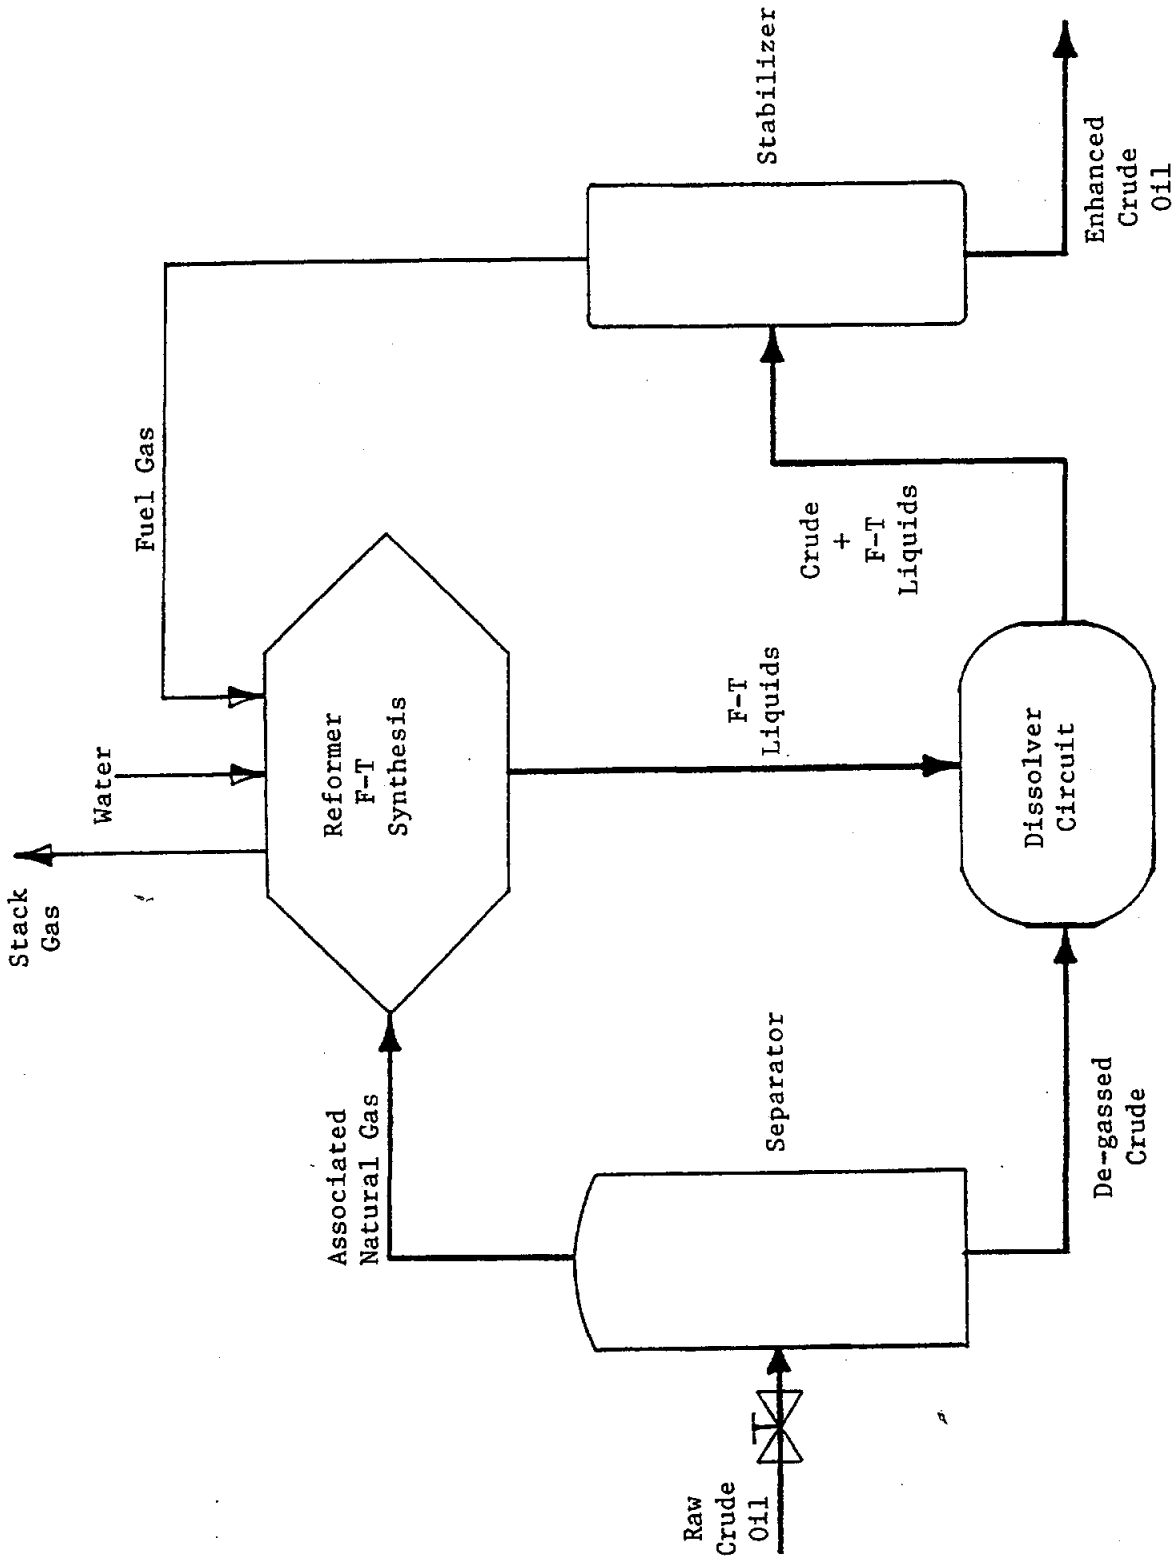 Stack
Gas
Water
Fuel Gas
Reformer
F-T
Synthesis
Associated
Natural Gas
F-T
Liquids
Crude
+
F-T
Liquids
Stabilizer
Separator
Raw
Crude
Oil
T
Dissolver
Circuit
De-gassed
Crude
Enhanced
Crude
Oil